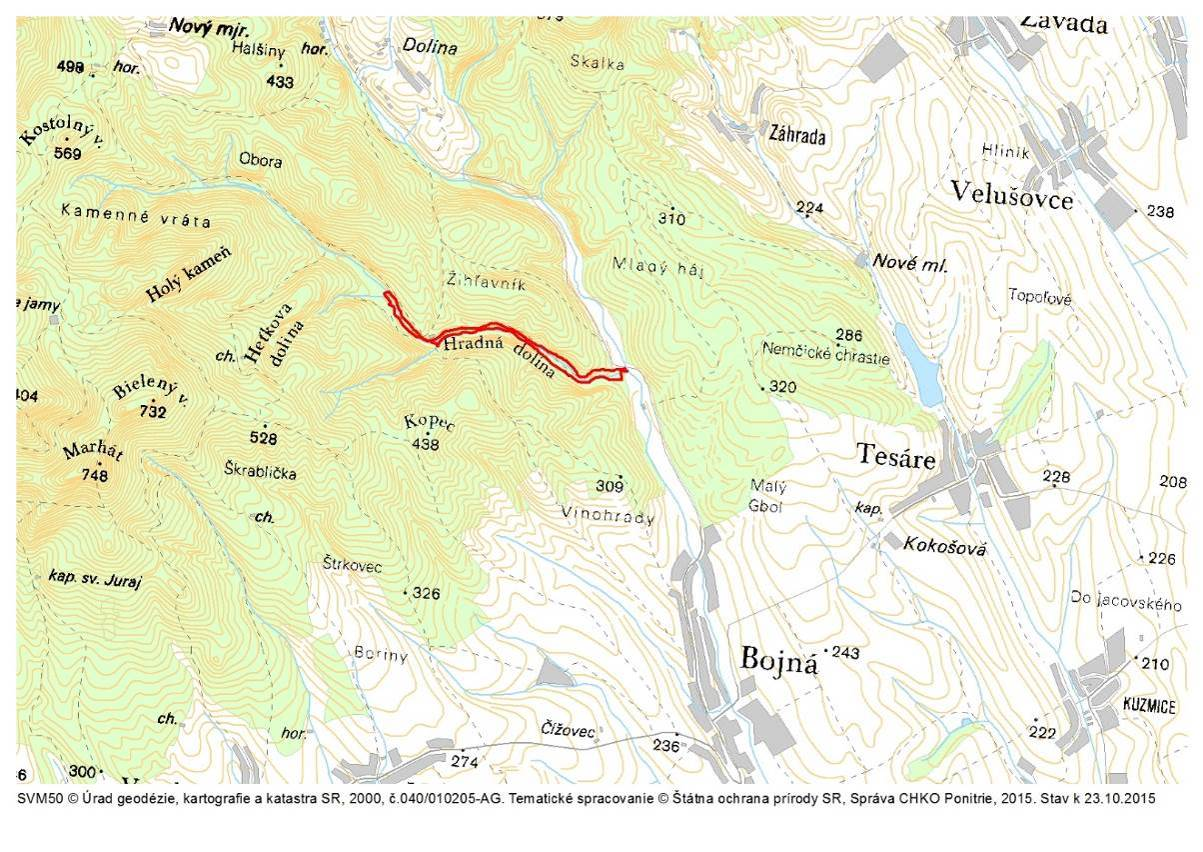 Nový mjr.
Halšiny
hor.
433
498
hor.
Dolina
Skalka
Závada
Kostolný v.
569
Obora
Záhrada
Hliník
Velušovce
238
Kamenné vráta
310
224
Holý kameň
Mladý háj
Nové ml.
Žihľavník
Topoľové
a jamy
Heťkova
dolina
ch.
Hradná dolina
286
Nemčické chrastie
320
Bielený v.
732
404
Kopec
438
528
Marhát
748
Škrablička
Tesáre
228
208
309
Malý
Gbol
Vinohrady
kap.
ch.
Kokošová
226
Štrkovec
kap. sv. Juraj
326
Do jacovského
Boriny
Bojná
243
210
KUZMICE
ch.
hor.
Čížovec
236
222
274
300
SVM50 © Úrad geodézie, kartografie a katastra SR, 2000, č.040/010205-AG. Tematické spracovanie © Štátna ochrana prírody SR, Správa CHKO Ponitrie, 2015. Stav k 23.10.2015